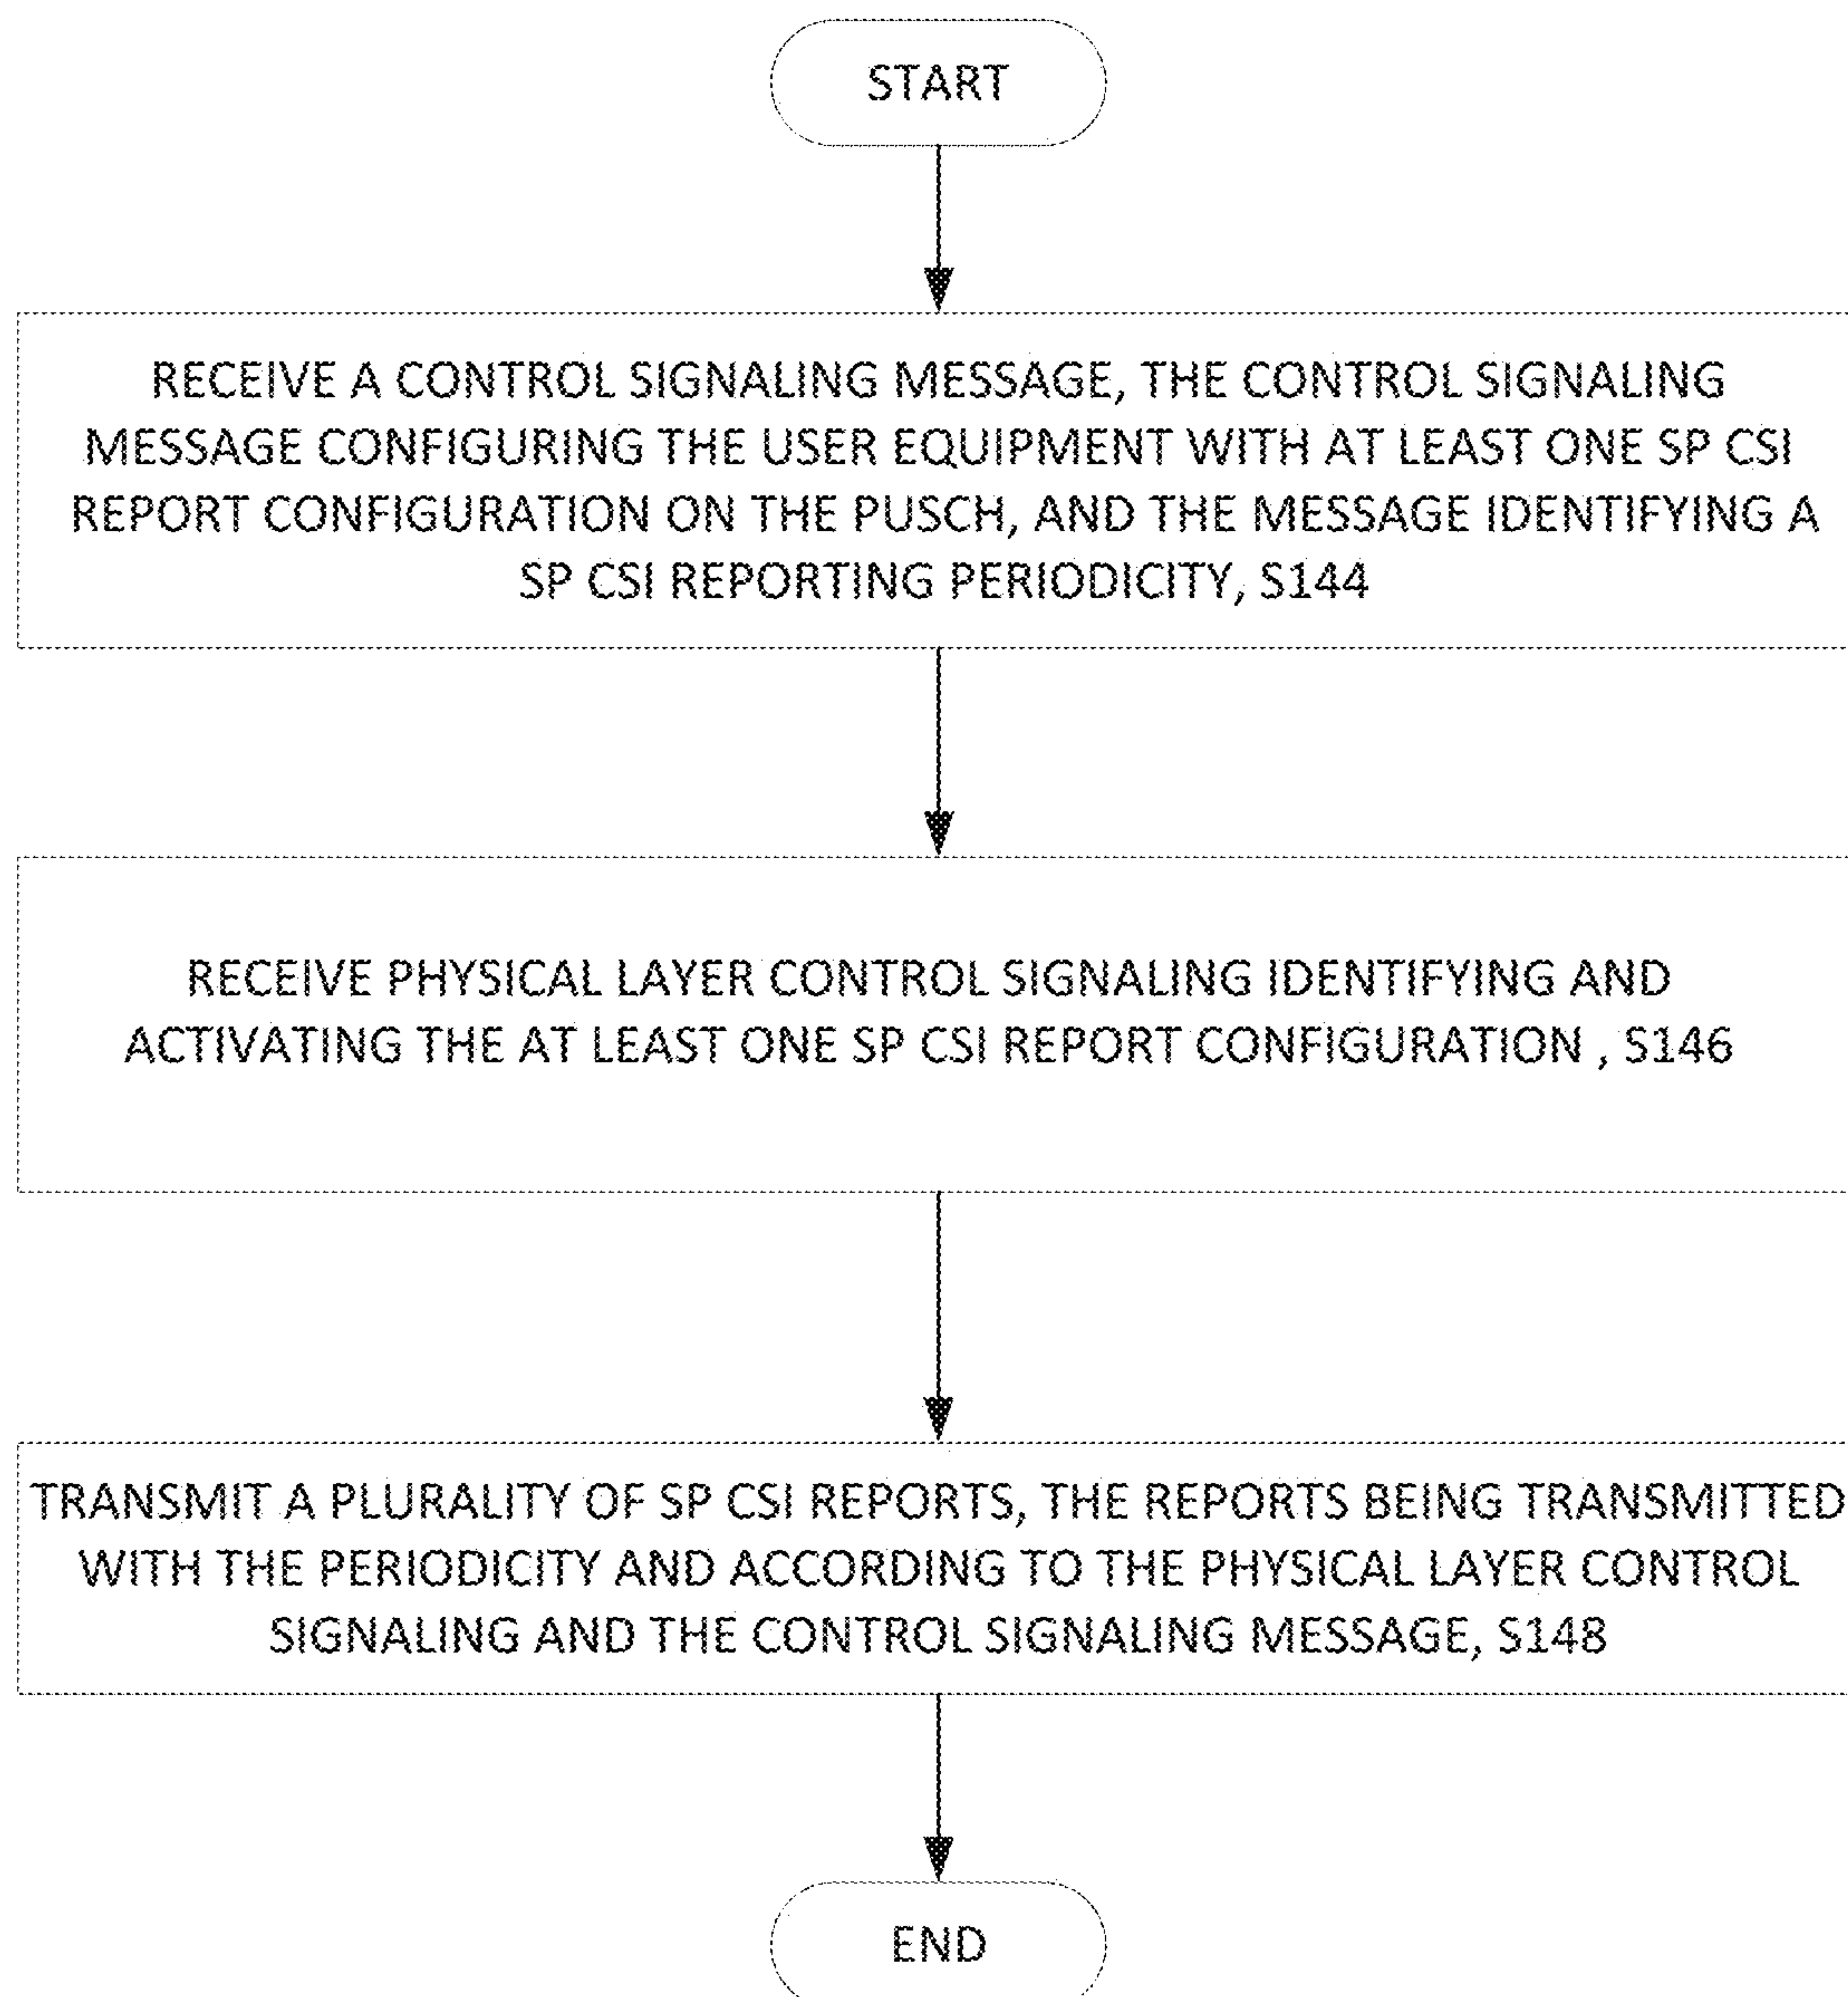 START
RECEIVE A CONTROL SIGNALING MESSAGE, THE CONTROL SIGNALING
MESSAGE CONFIGURING THE USER EQUIPMENT WITH AT LEAST ONE SP CSI
REPORT CONFIGURATION ON THE PUSCH, AND THE MESSAGE IDENTIFYING A
SP CSI REPORTING PERIODICITY, S144
RECEIVE PHYSICAL LAYER CONTROL SIGNALING IDENTIFYING AND
ACTIVATING THE AT LEAST ONE SP CSI REPORT CONFIGURATION , S146
TRANSMIT A PLURALITY OF SP CSI REPORTS, THE REPORTS BEING TRANSMITTED
WITH THE PERIODICITY AND ACCORDING TO THE PHYSICAL LAYER CONTROL
SIGNALING AND THE CONTROL SIGNALING MESSAGE, S148
END